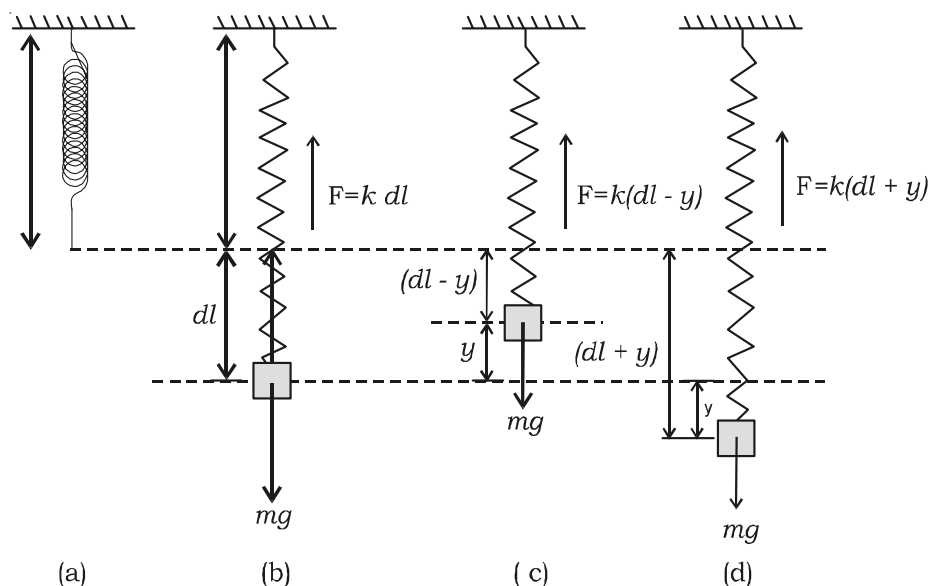 F=k dl
F=k(dl - y)
F=k(dl + y)
(dl - y)
dl
y
(dl + y)
y
mg
mg
mg
(a)
(b)
( c)
(d)